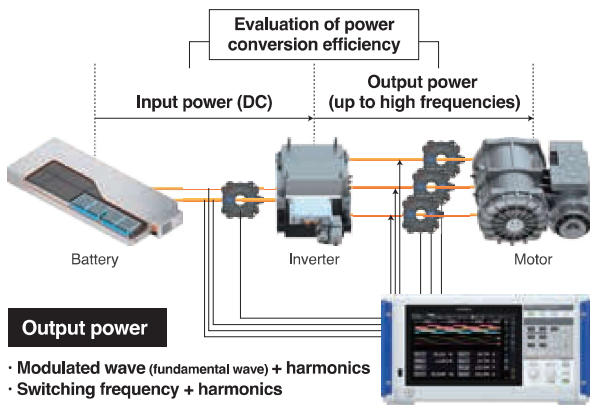 Evaluation of power
conversion efficiency
Input power (DC)
Output power
(up to high frequencies)
Battery
Inverter
Motor
Output power
· Modulated wave (fundamental wave) + harmonics
· Switching frequency + harmonics